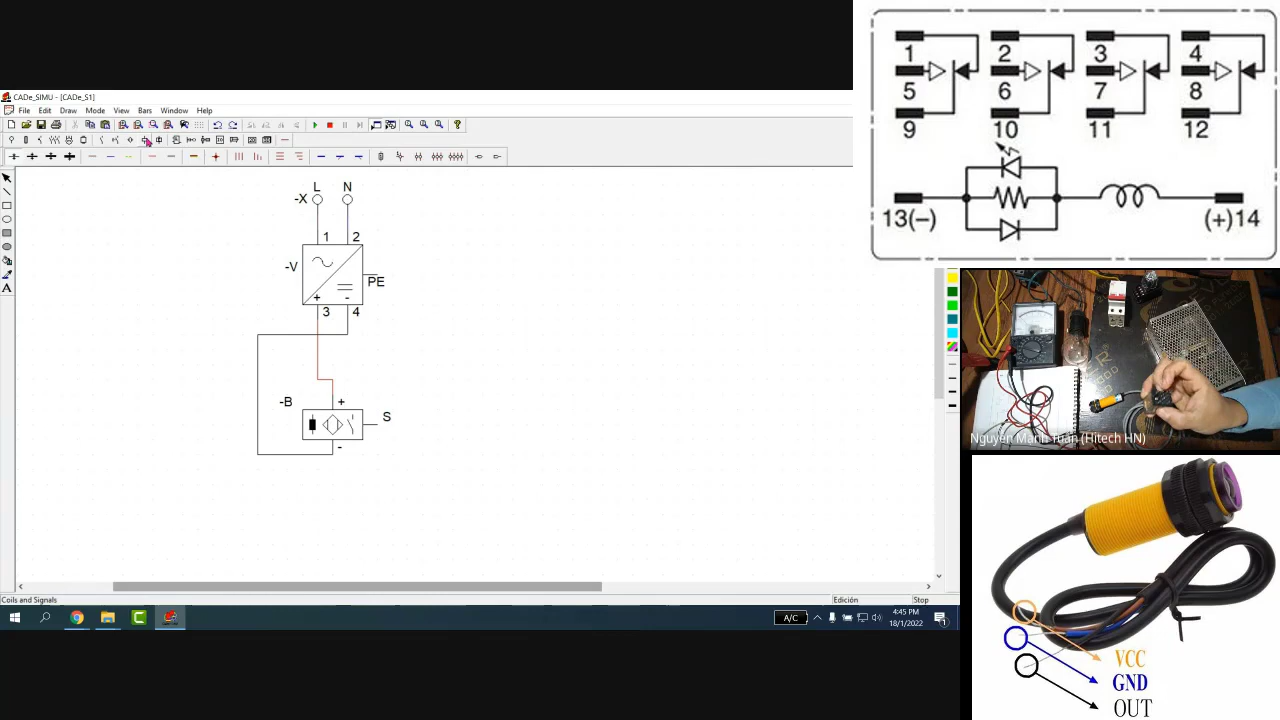 CADe_SIMU - [CADe_S1]
File Edit Draw Mode View Bars Window Help
L N
-X
1 2
-V
PE
+ -
3 4
-B
+
S
-
Coils and Signals
Edición
Stop
A/C
4:45 PM
18/1/2022
1 2 3 4
5 6 7 8
9 10 11 12
13(-)
(+)14
Nguyen Manh Tuan (Hitech HN)
VCC
GND
OUT